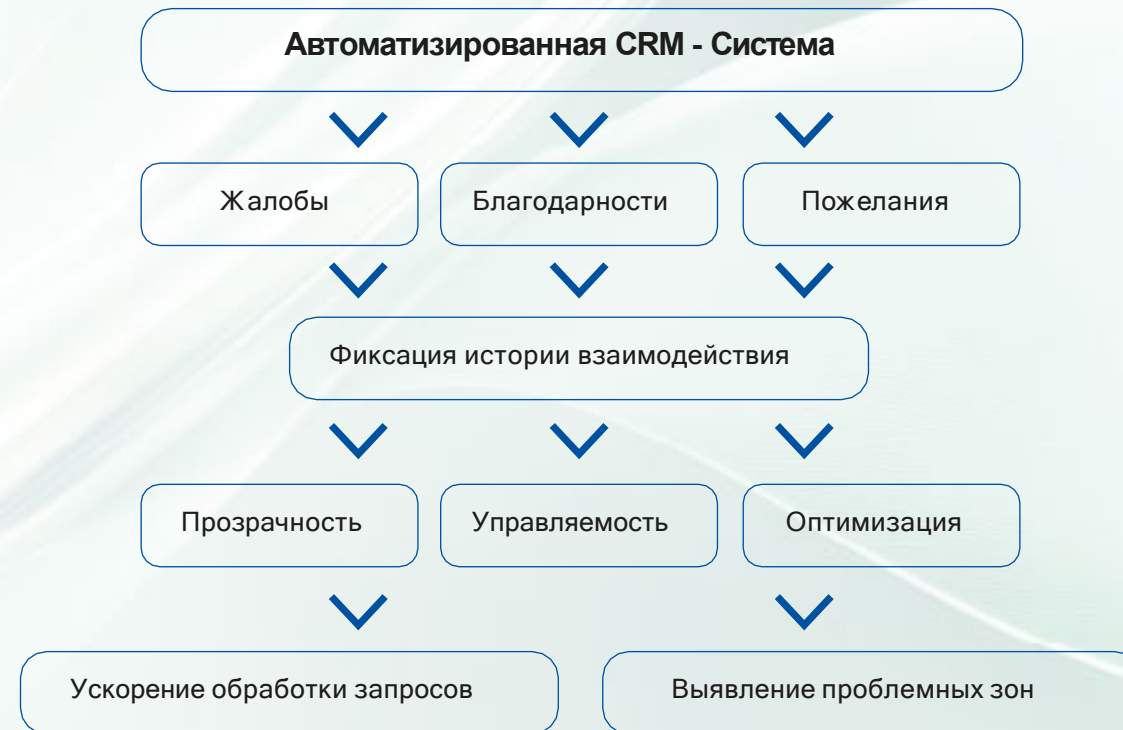 Автоматизированная CRM - Система
Жалобы
Благодарности
Пожелания
Фиксация истории взаимодействия
Прозрачность
Управляемость
Оптимизация
Ускорение обработки запросов
Выявление проблемных зон